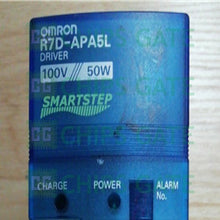 OMRON
R7D-APA5L
DRIVER
100V / 50W
SMARTSTEP
CHARGE POWER ALARM
No.